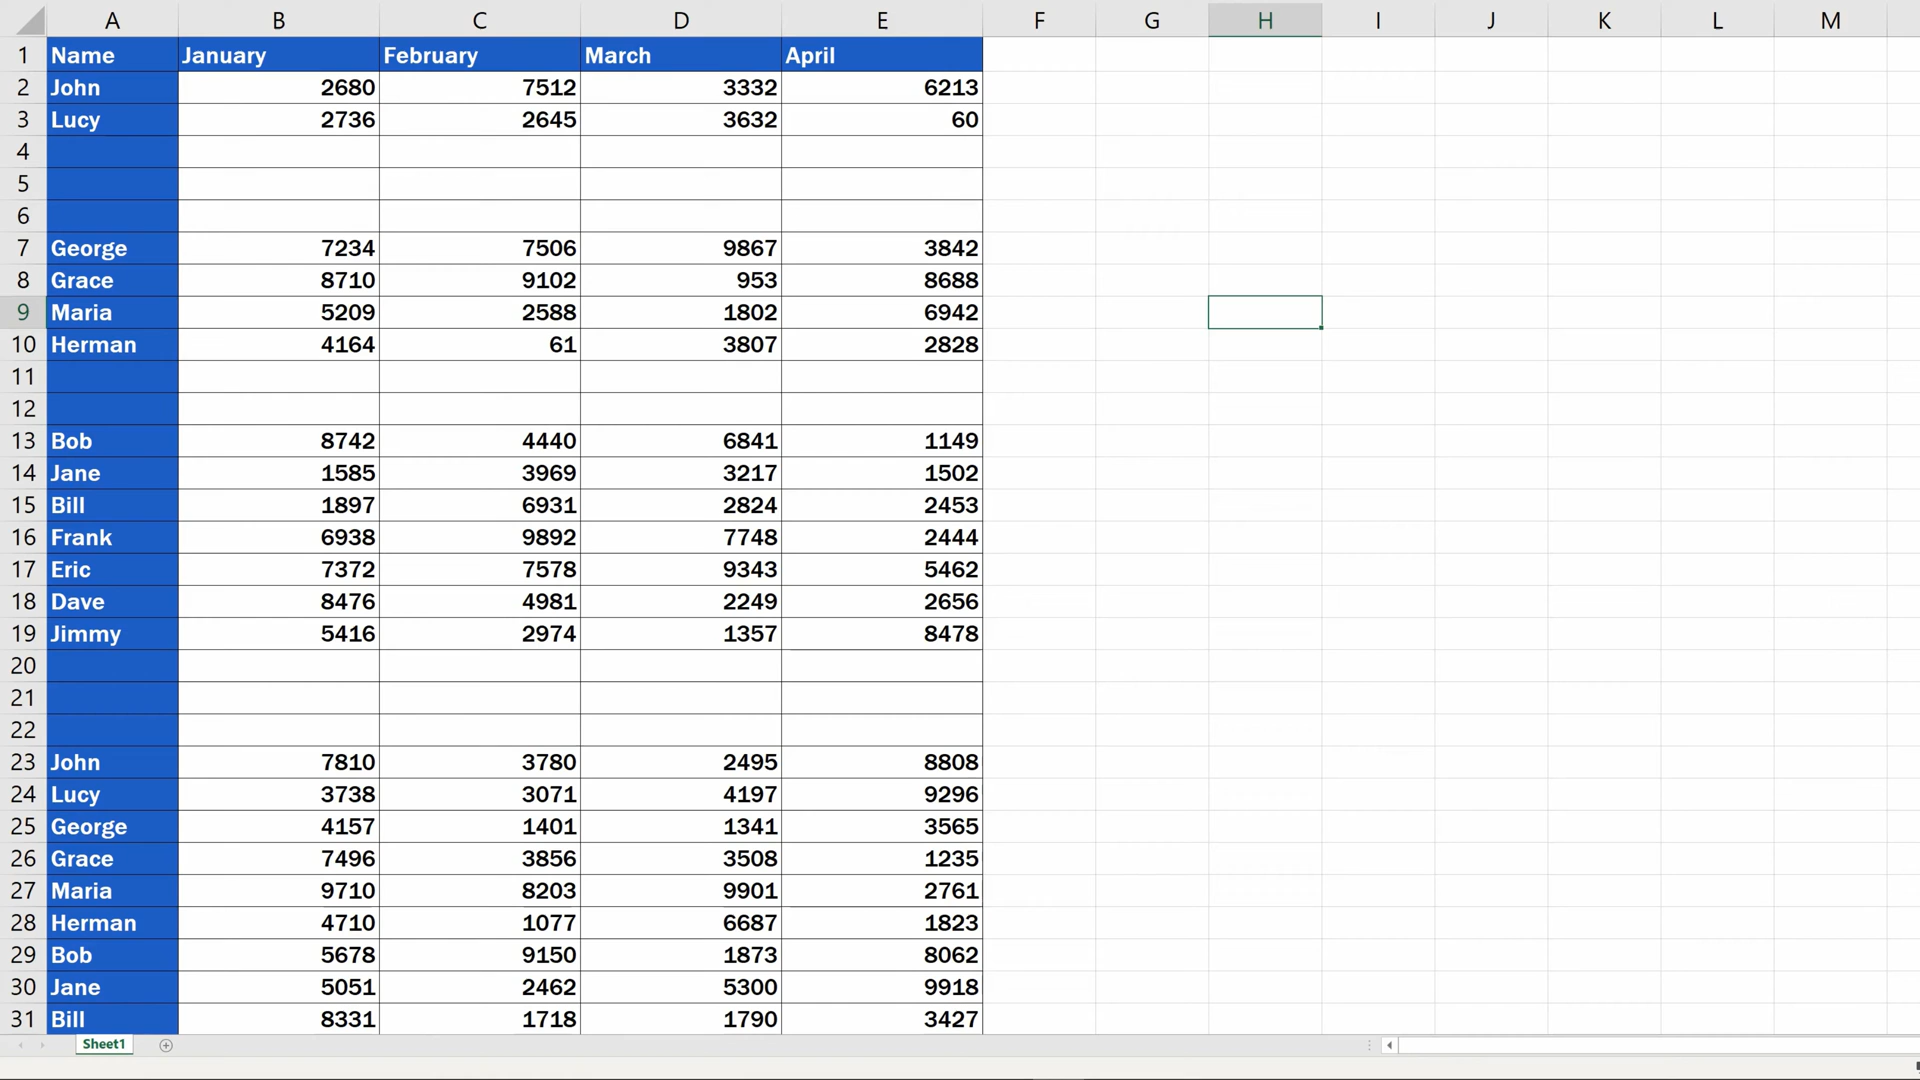 A B C D E F G H I J K L M
1 Name January February March April
2 John 2680 7512 3332 6213
3 Lucy 2736 2645 3632 60
4
5
6
7 George 7234 7506 9867 3842
8 Grace 8710 9102 953 8688
9 Maria 5209 2588 1802 6942
10 Herman 4164 61 3807 2828
11
12
13 Bob 8742 4440 6841 1149
14 Jane 1585 3969 3217 1502
15 Bill 1897 6931 2824 2453
16 Frank 6938 9892 7748 2444
17 Eric 7372 7578 9343 5462
18 Dave 8476 4981 2249 2656
19 Jimmy 5416 2974 1357 8478
20
21
22
23 John 7810 3780 2495 8808
24 Lucy 3738 3071 4197 9296
25 George 4157 1401 1341 3565
26 Grace 7496 3856 3508 1235
27 Maria 9710 8203 9901 2761
28 Herman 4710 1077 6687 1823
29 Bob 5678 9150 1873 8062
30 Jane 5051 2462 5300 9918
31 Bill 8331 1718 1790 3427
Sheet1